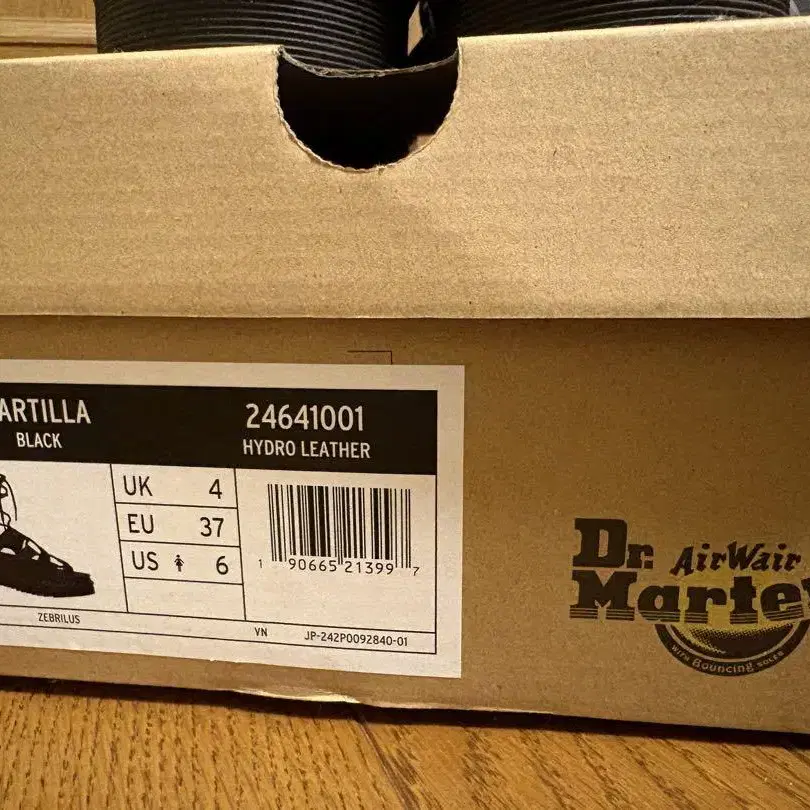 ARTILLA
BLACK
24641001
HYDRO LEATHER
UK 4
EU 37
US 6
1 90665 21399 7
ZEBRILUS
VN JP-242P0092840-01
Dr. AirWair
Marte
WITH Bouncing SOLES